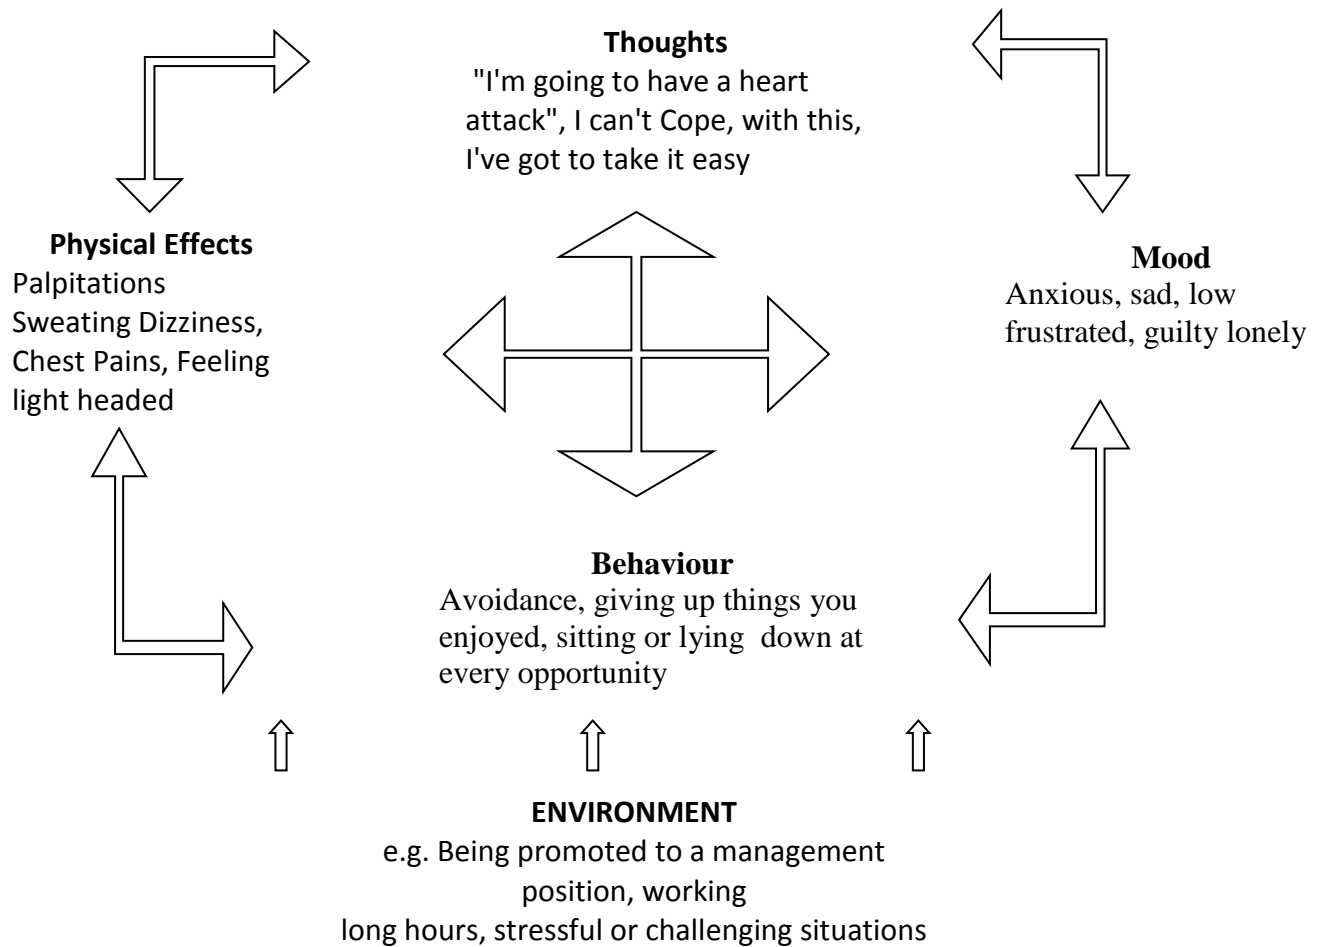 Thoughts
"I'm going to have a heart
attack", I can't Cope, with this,
I've got to take it easy
Physical Effects
Palpitations
Sweating Dizziness,
Chest Pains, Feeling
light headed
Mood
Anxious, sad, low
frustrated, guilty lonely
Behaviour
Avoidance, giving up things you
enjoyed, sitting or lying  down at
every opportunity
ENVIRONMENT
e.g. Being promoted to a management
position, working
long hours, stressful or challenging situations